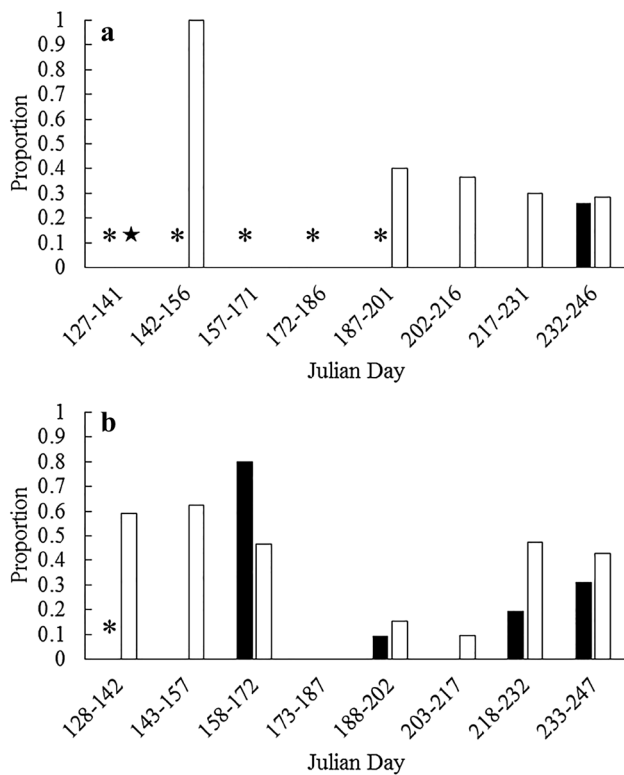 a
Proportion
1
0.9
0.8
0.7
0.6
0.5
0.4
0.3
0.2
0.1
0
* ★ * * * *
127-141 142-156 157-171 172-186 187-201 202-216 217-231 232-246
Julian Day
b
Proportion
1
0.9
0.8
0.7
0.6
0.5
0.4
0.3
0.2
0.1
0
*
128-142 143-157 158-172 173-187 188-202 203-217 218-232 233-247
Julian Day